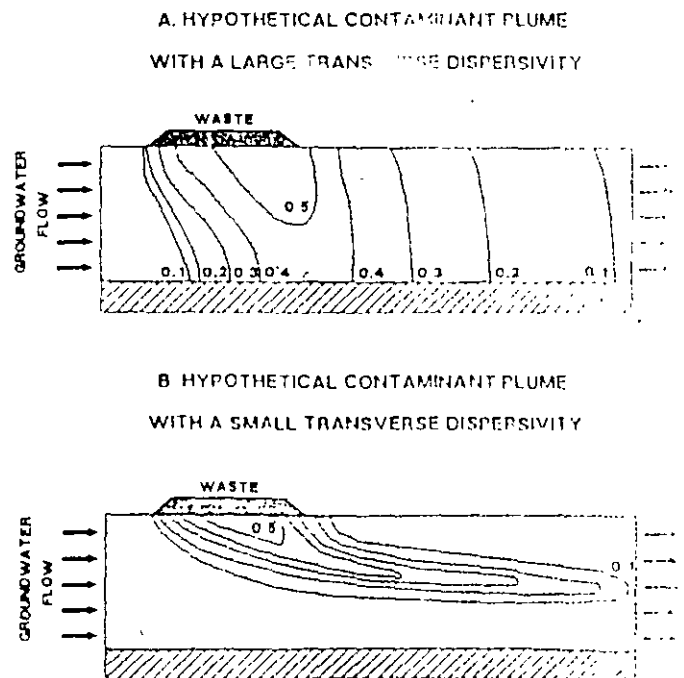 A. HYPOTHETICAL CONTAMINANT PLUME
WITH A LARGE DISPERSIVITY
WASTE
GROUNDWATER
FLOW
0.5
0.1 0.2 0.3 0.4 0.4 0.3 0.2 0.1
B HYPOTHETICAL CONTAMINANT PLUME
WITH A SMALL TRANSVERSE DISPERSIVITY
WASTE
GROUNDWATER
FLOW
0.5
0.1